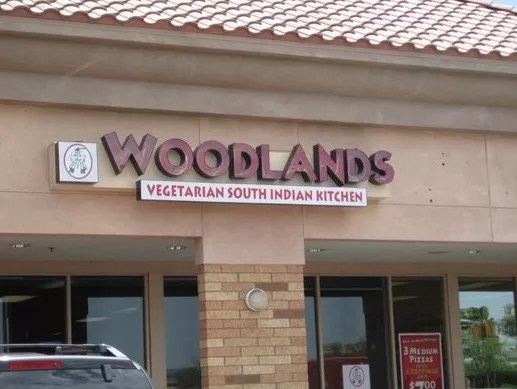 WOODLANDS
VEGETARIAN SOUTH INDIAN KITCHEN
3 MEDIUM
PIZZAS